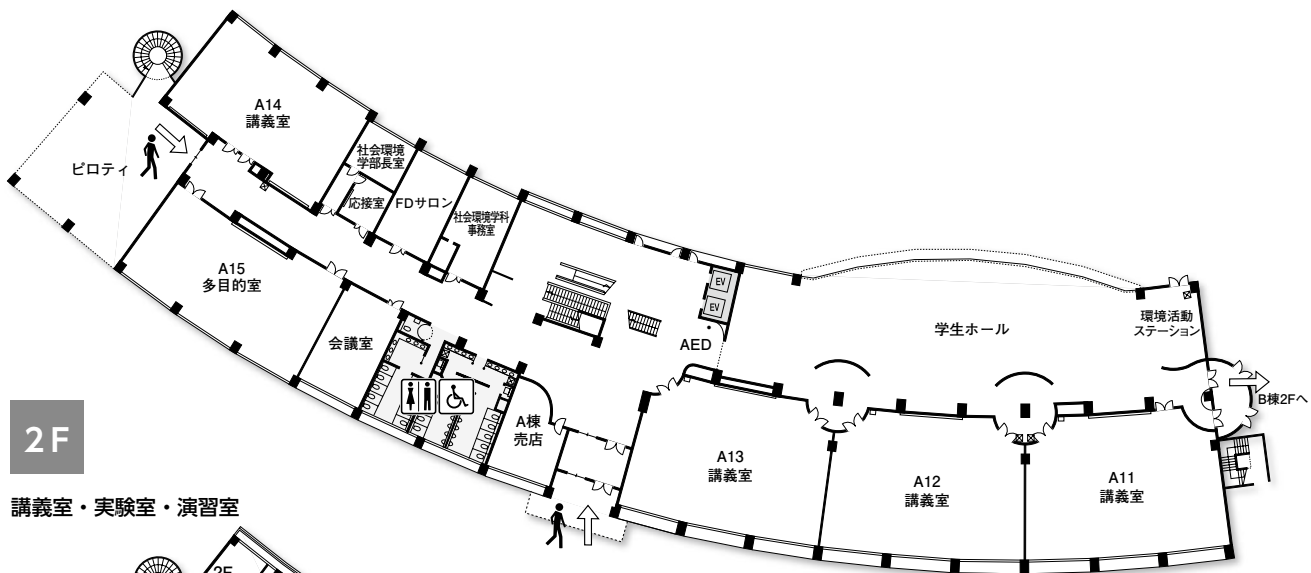 A14
講義室
社会環境
学部長室
ピロティ
応接室
FDサロン
社会環境学科
事務室
A15
多目的室
EV
EV
環境活動
ステーション
学生ホール
会議室
AED
B棟2Fへ
A棟
売店
2F
A13
講義室
A12
講義室
A11
講義室
講義室・実験室・演習室
2F